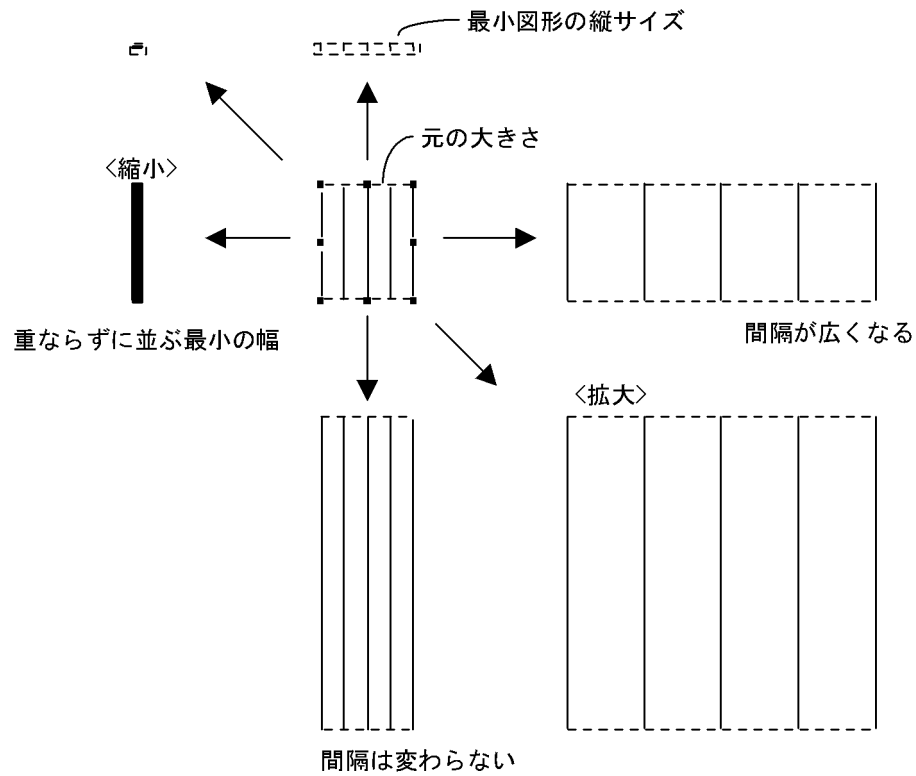 最小図形の縦サイズ
元の大きさ
〈縮小〉
重ならずに並ぶ最小の幅
間隔が広くなる
〈拡大〉
間隔は変わらない